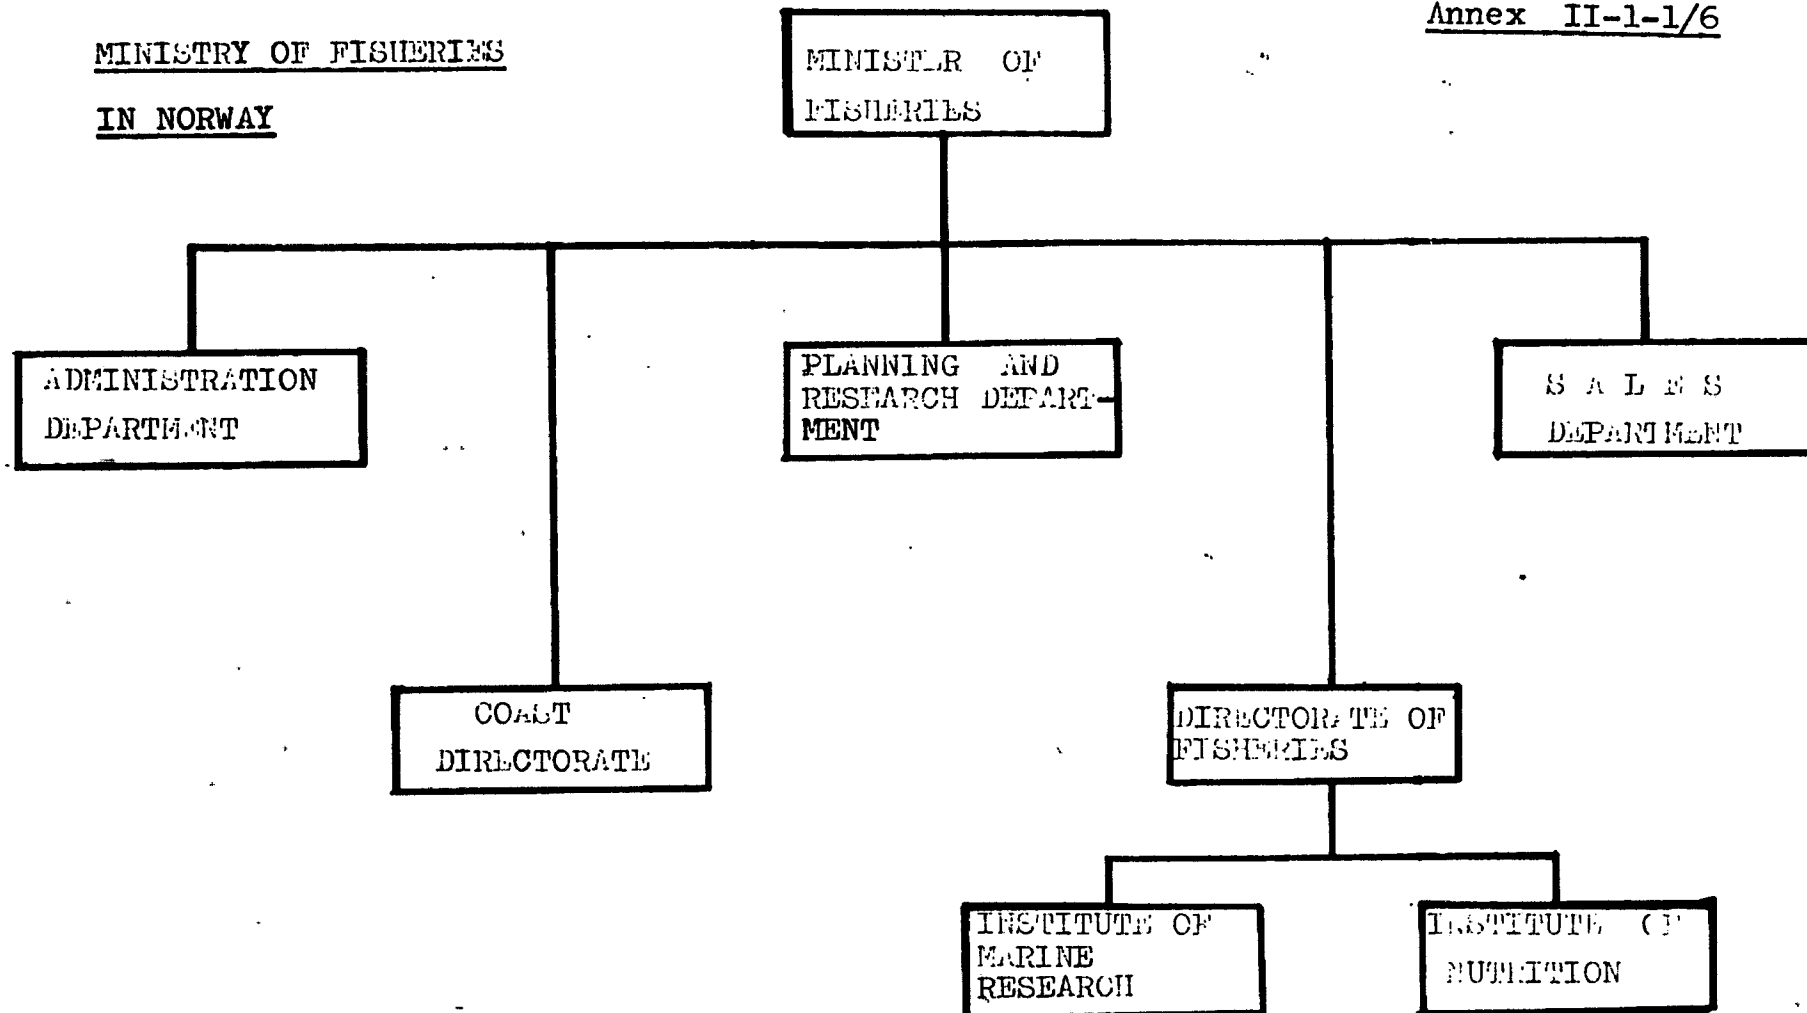 Annex II-1-1/6
MINISTRY OF FISHERIES
IN NORWAY
MINISTER OF
FISHERIES
ADMINISTRATION
DEPARTMENT
PLANNING AND
RESEARCH DEPART-
MENT
S A L E S
DEPARTMENT
COAST
DIRECTORATE
DIRECTORATE OF
FISHERIES
INSTITUTE OF
MARINE
RESEARCH
INSTITUTE OF
NUTRITION